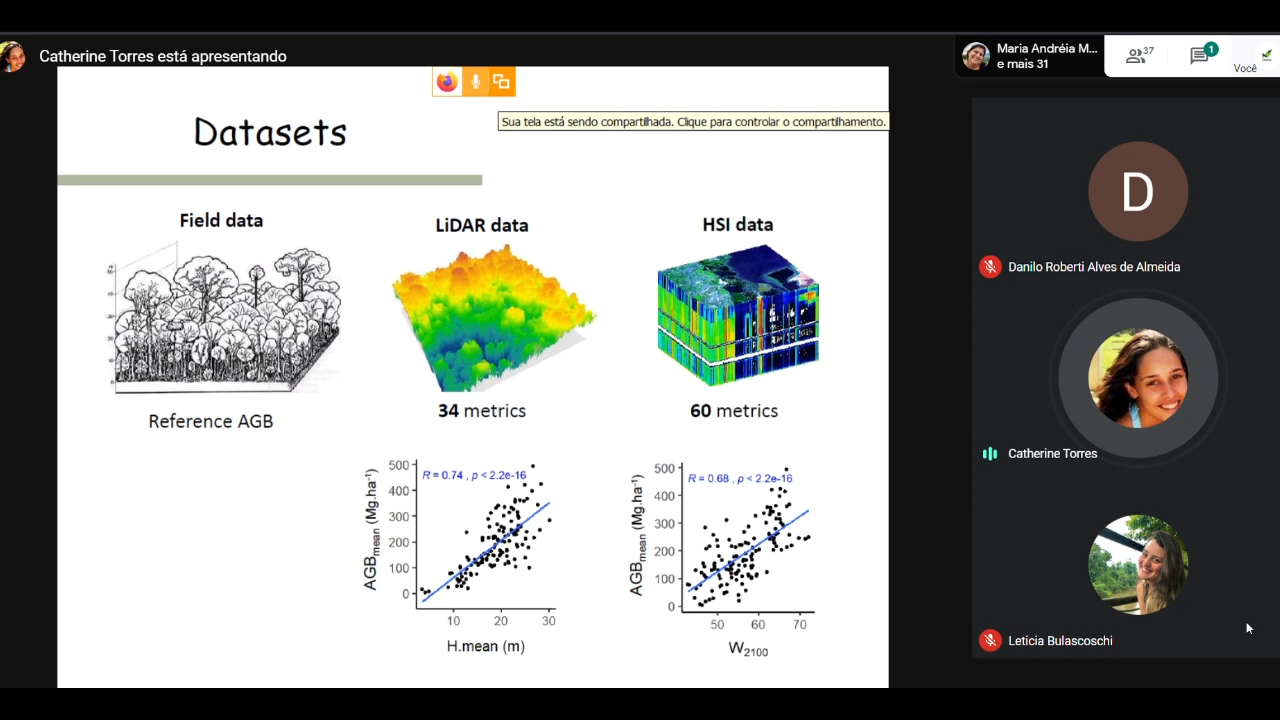 Catherine Torres está apresentando
Maria Andréia M...
e mais 31
37
1
Você
Sua tela está sendo compartilhada. Clique para controlar o compartilhamento.
Datasets
Field data
LiDAR data
HSI data
Reference AGB
34 metrics
60 metrics
AGBmean (Mg.ha-1)
500
400
300
200
100
0
R = 0.74 , p < 2.2e-16
10 20 30
H.mean (m)
AGBmean (Mg.ha-1)
500
400
300
200
100
0
R = 0.68 , p < 2.2e-16
50 60 70
W2100
D
Danilo Roberti Alves de Almeida
Catherine Torres
Leticia Bulascoschi